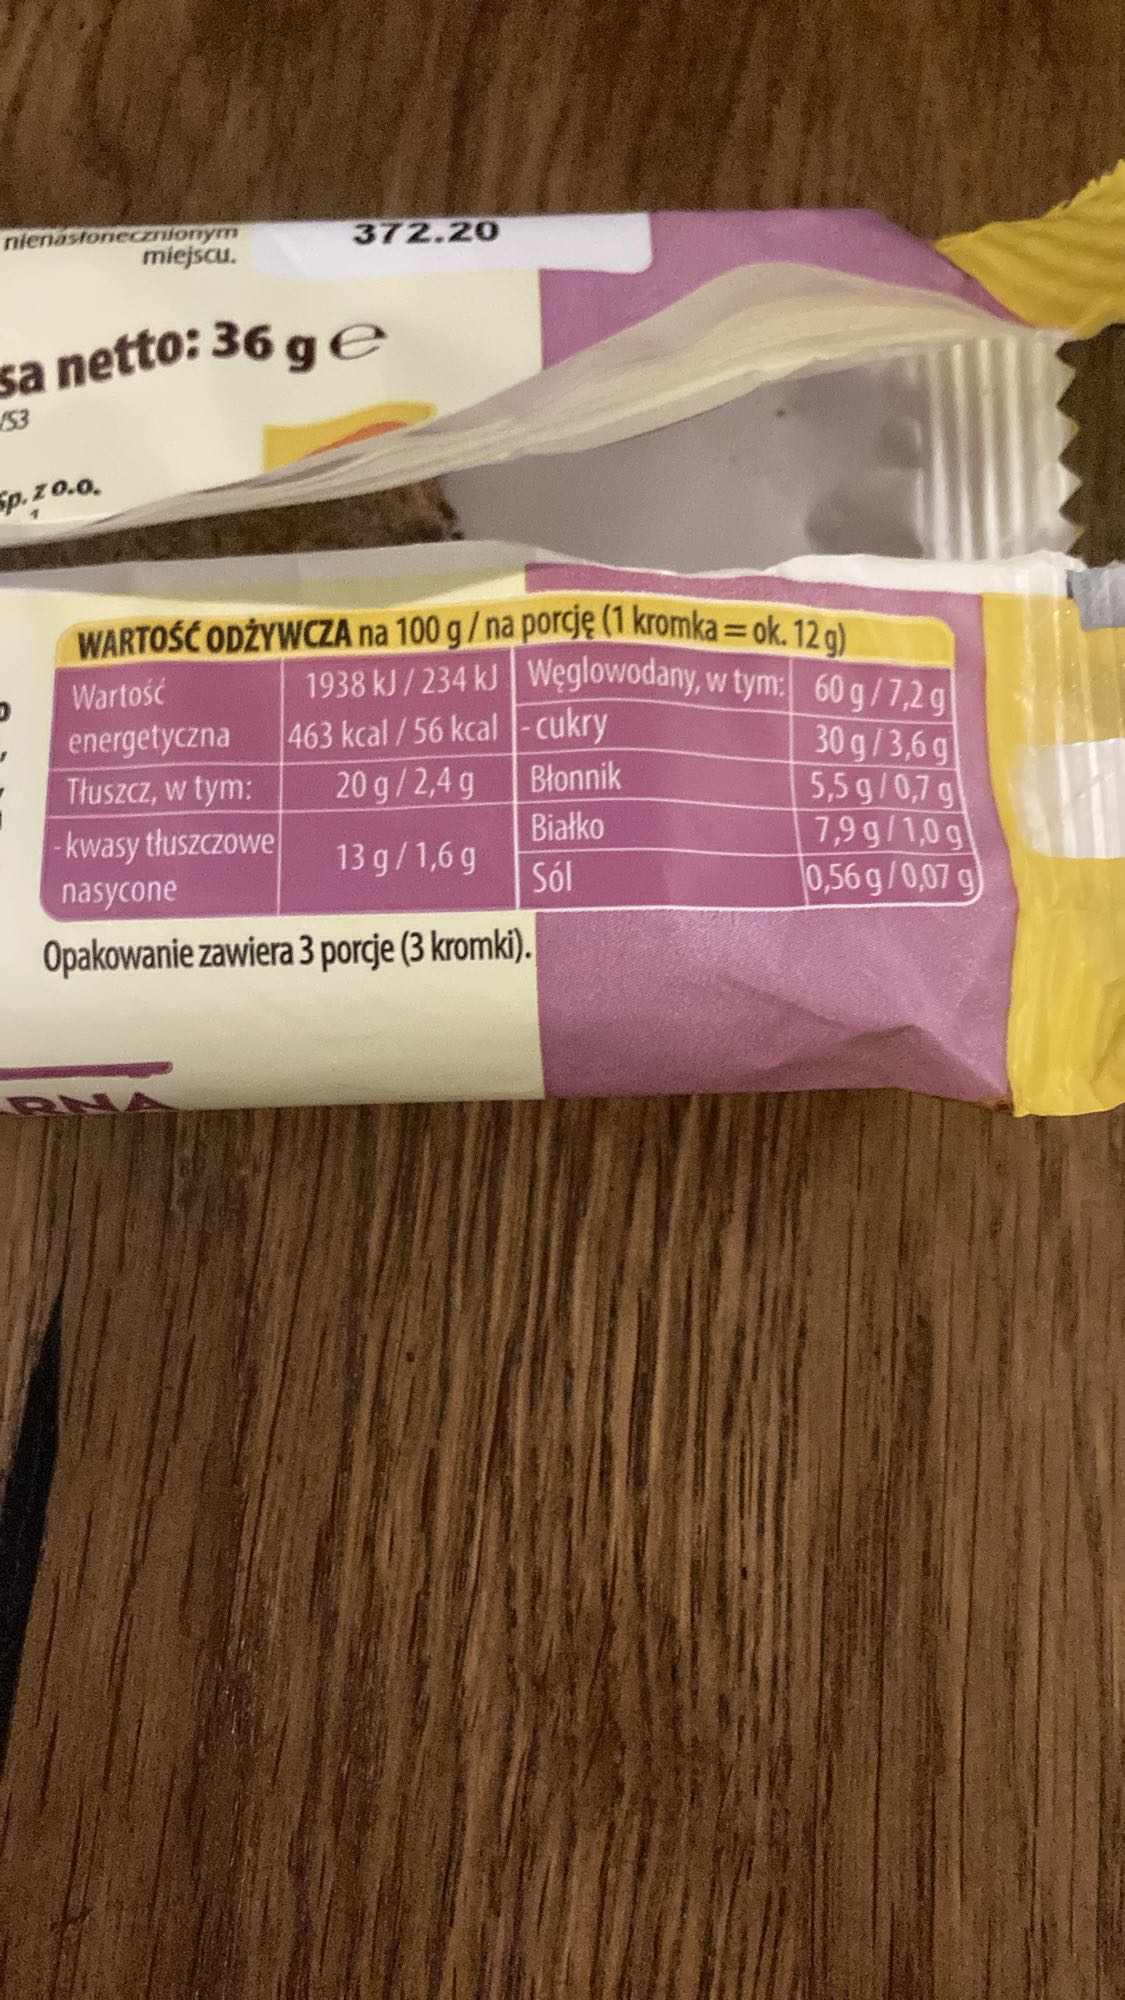 nienasłonecznionym
miejscu.
372.20
sa netto: 36 g e
/S3
Sp. z o.o.
1
WARTOŚĆ ODŻYWCZA na 100 g / na porcję (1 kromka = ok. 12 g)
Wartość energetyczna 1938 kJ / 234 kJ
463 kcal / 56 kcal
Tłuszcz, w tym: 20 g / 2,4 g
- kwasy tłuszczowe nasycone 13 g / 1,6 g
Węglowodany, w tym: 60 g / 7,2 g
- cukry 30 g / 3,6 g
Błonnik 5,5 g / 0,7 g
Białko 7,9 g / 1,0 g
Sól 0,56 g / 0,07 g
Opakowanie zawiera 3 porcje (3 kromki).